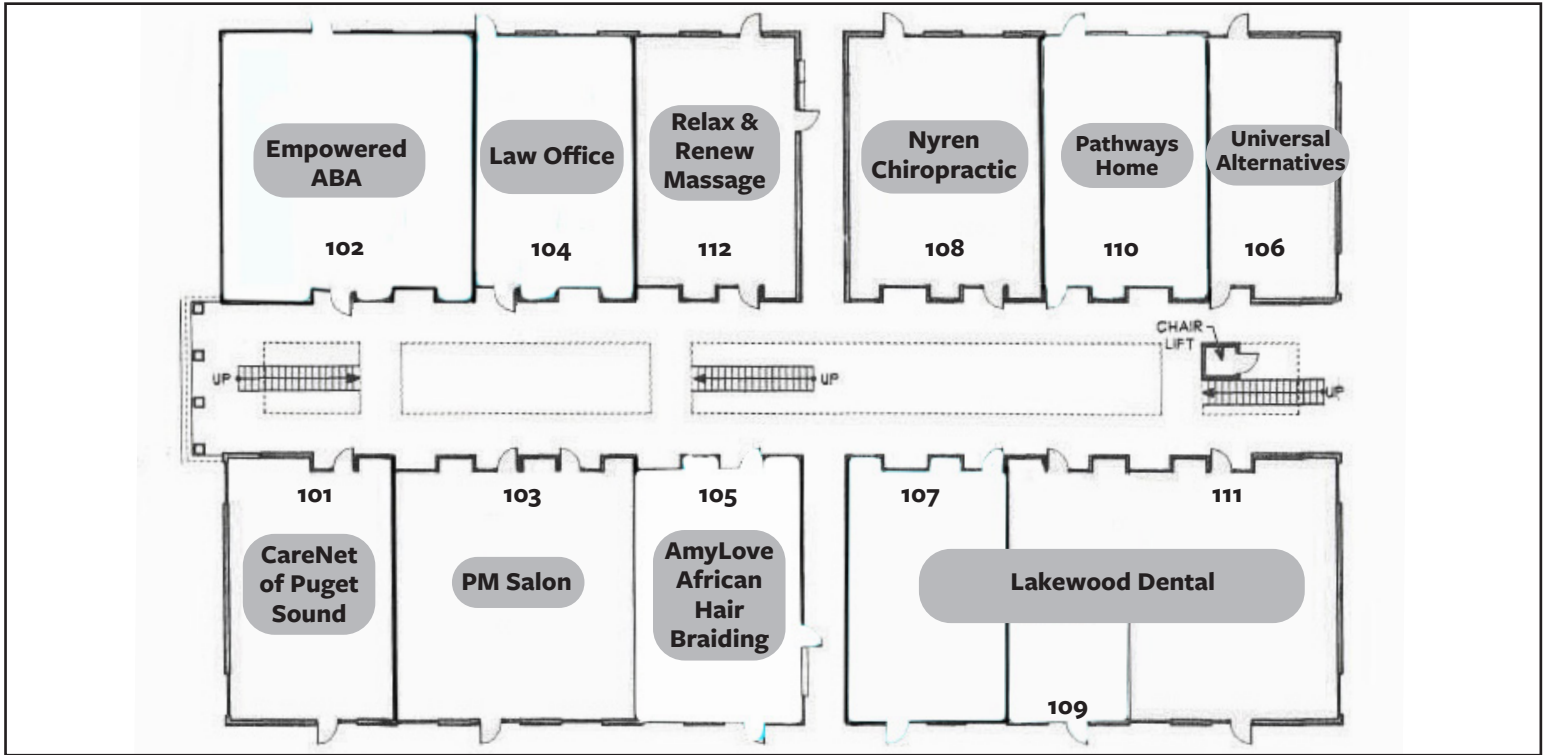 Empowered
ABA
102
Law Office
104
Relax &
Renew
Massage
112
Nyren
Chiropractic
108
Pathways
Home
110
Universal
Alternatives
106
CHAIR
LIFT
UP
UP
UP
101
CareNet
of Puget
Sound
103
PM Salon
105
AmyLove
African
Hair
Braiding
107
111
Lakewood Dental
109